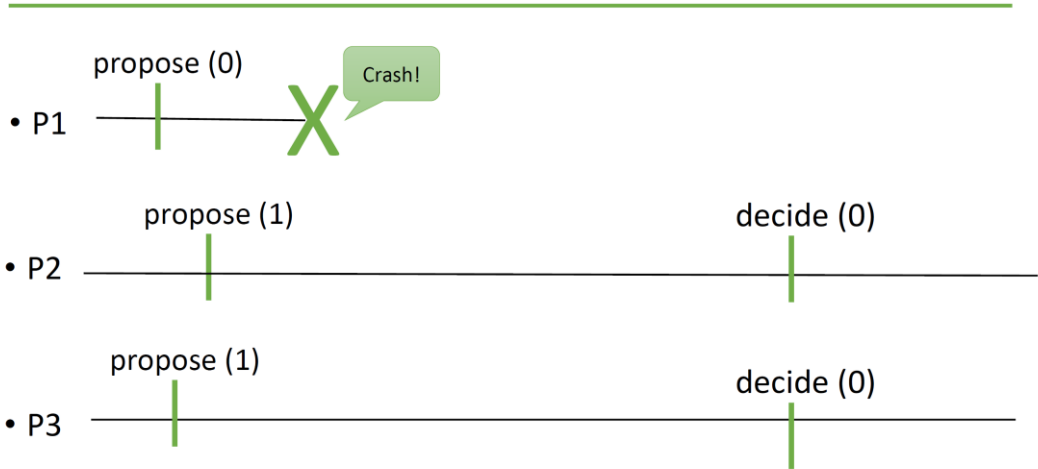 propose (0)
Crash!
• P1
propose (1)
decide (0)
• P2
propose (1)
decide (0)
• P3